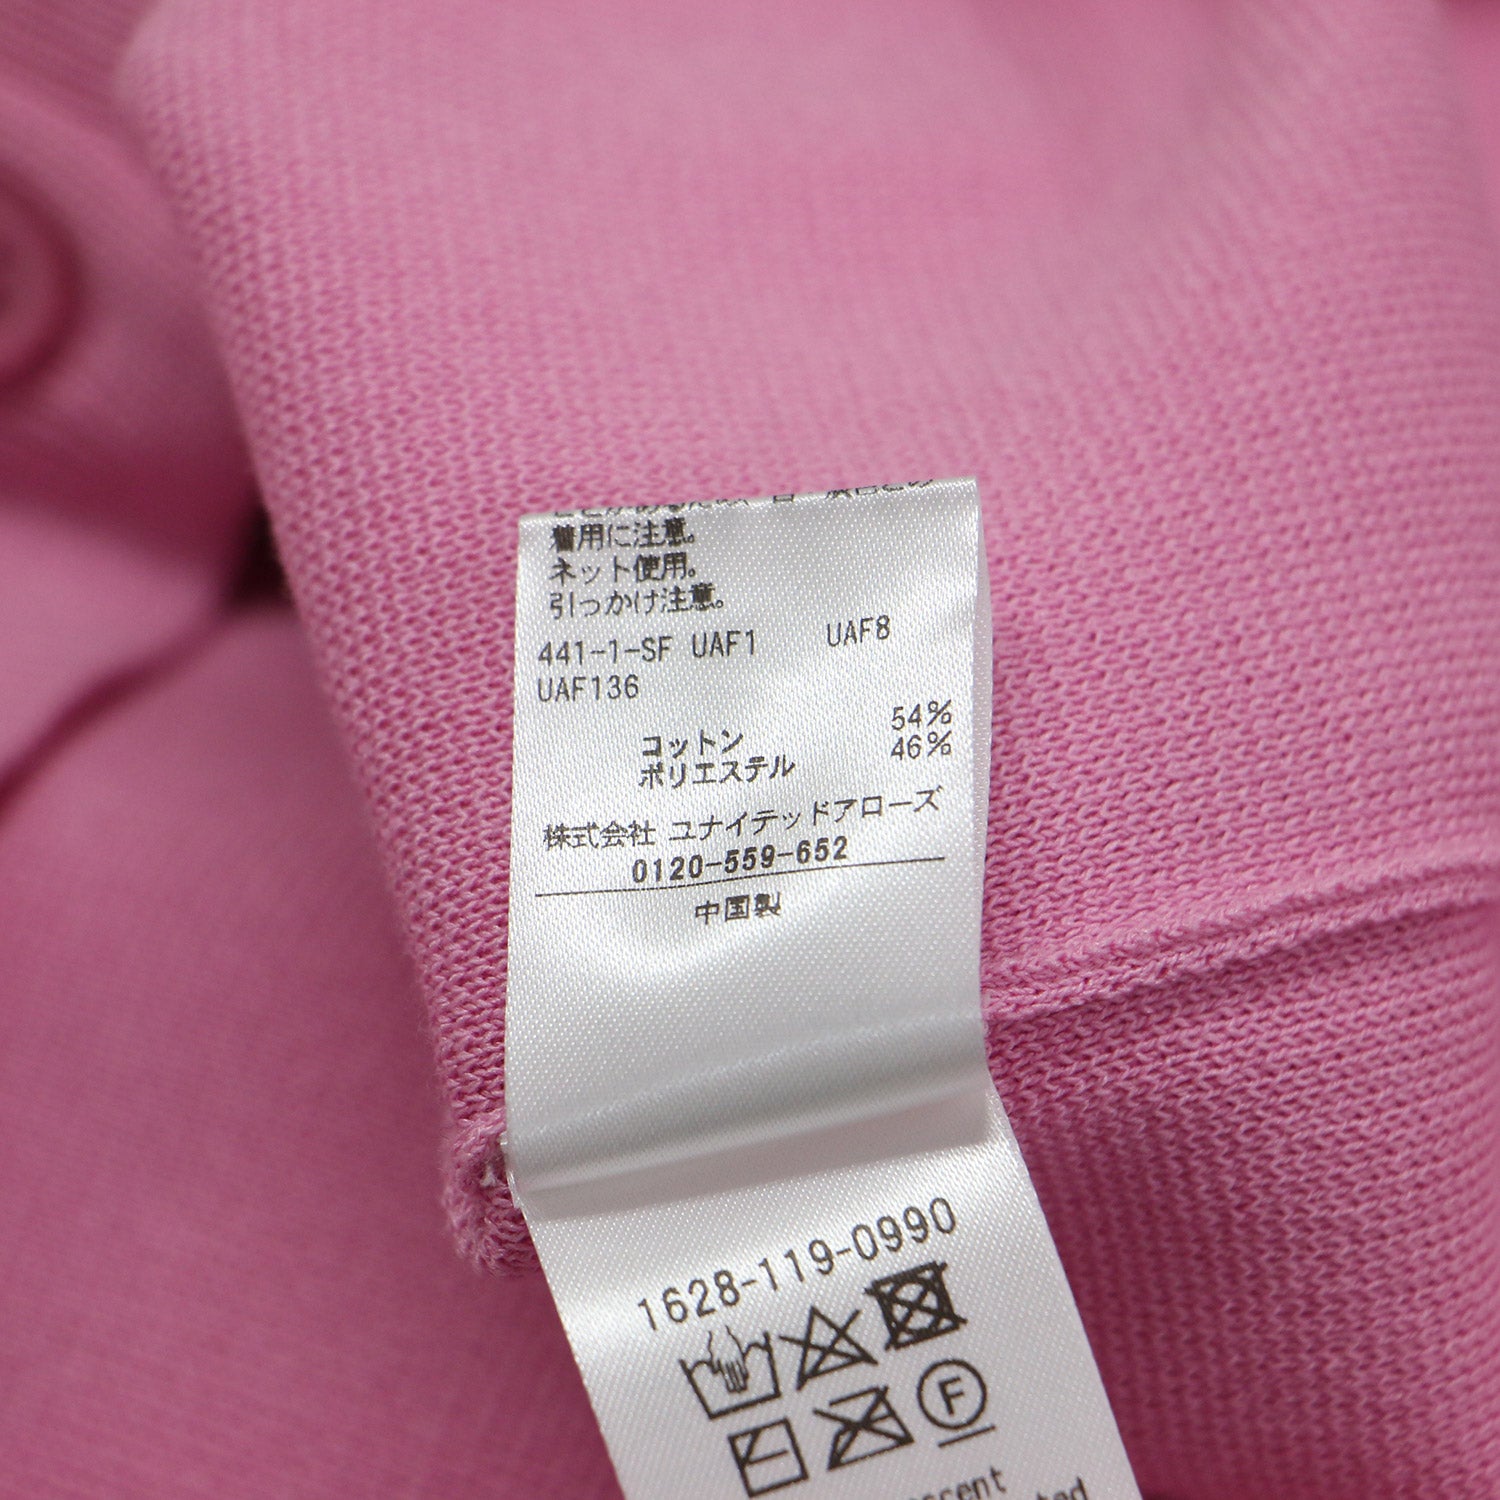 着用に注意。
ネット使用。
引っかけ注意。
441-1-SF UAF1 UAF8
UAF136
コットン 54%
ポリエステル 46%
株式会社 ユナイテッドアローズ
0120-559-652
中国製
1628-119-0990
F